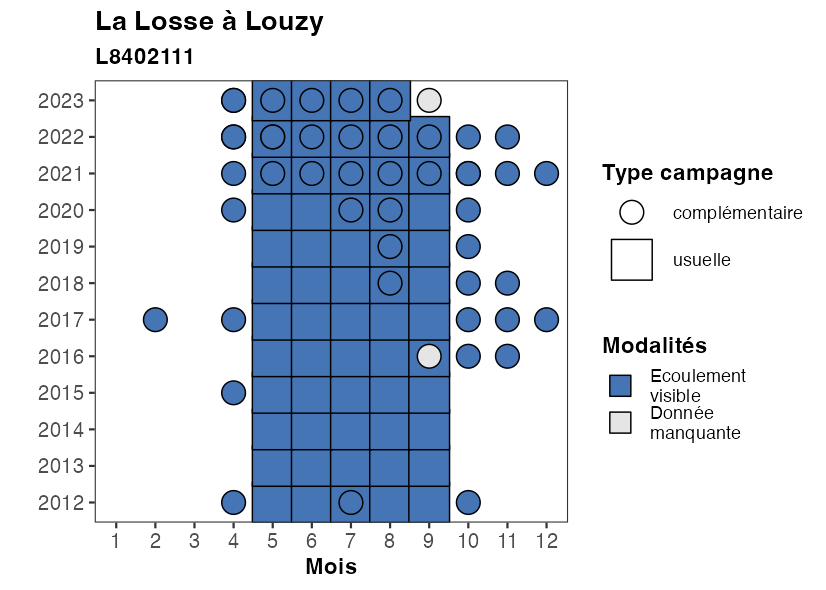 La Losse à Louzy
L8402111
2023
2022
2021
2020
2019
2018
2017
2016
2015
2014
2013
2012
1 2 3 4 5 6 7 8 9 10 11 12
Mois
Type campagne
complémentaire
usuelle
Modalités
Ecoulement
visible
Donnée
manquante